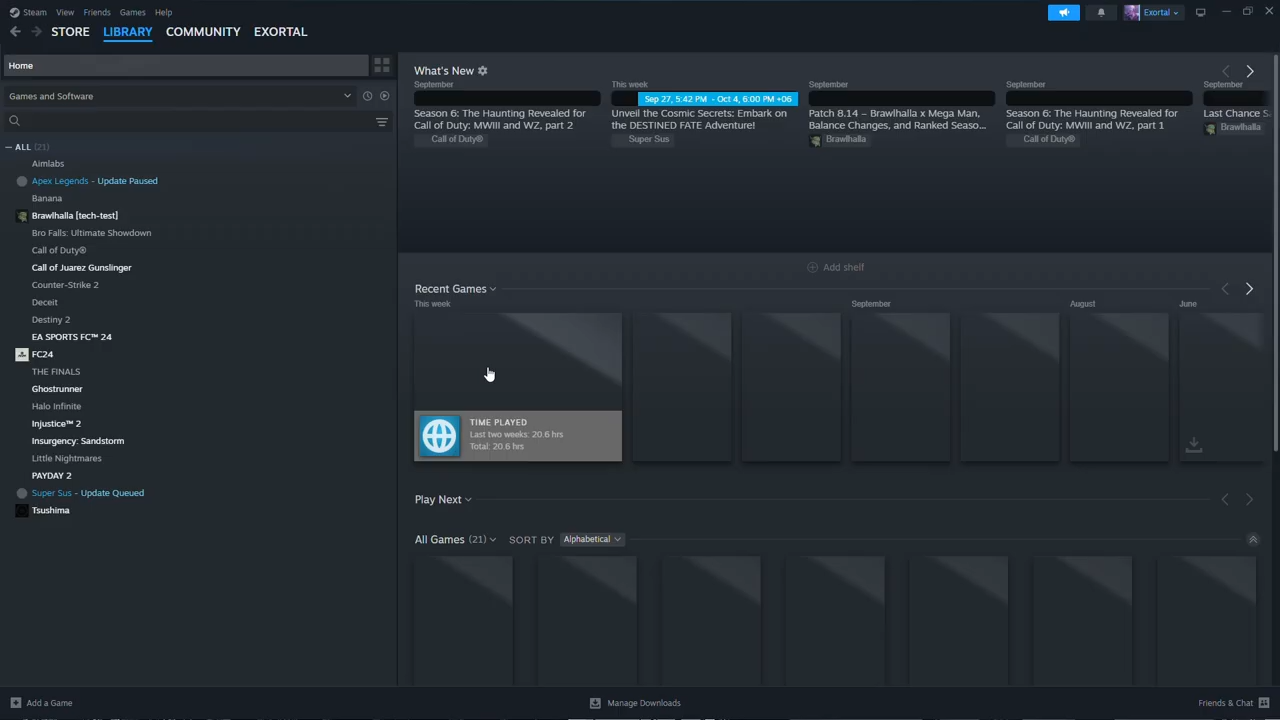 Steam View Friends Games Help
Exortal
STORE LIBRARY COMMUNITY EXORTAL
Home
Games and Software
ALL (21)
Aimlabs
Apex Legends - Update Paused
Banana
Brawlhalla [tech-test]
Bro Falls: Ultimate Showdown
Call of Duty®
Call of Juarez Gunslinger
Counter-Strike 2
Deceit
Destiny 2
EA SPORTS FC™ 24
FC24
THE FINALS
Ghostrunner
Halo Infinite
Injustice™ 2
Insurgency: Sandstorm
Little Nightmares
PAYDAY 2
Super Sus - Update Queued
Tsushima
What's New
September
Season 6: The Haunting Revealed for
Call of Duty: MWIII and WZ, part 2
Call of Duty®
This week
Sep 27, 5:42 PM - Oct 4, 6:00 PM +06
Unveil the Cosmic Secrets: Embark on
the DESTINED FATE Adventure!
Super Sus
September
Patch 8.14 – Brawlhalla x Mega Man,
Balance Changes, and Ranked Seaso...
Brawlhalla
September
Season 6: The Haunting Revealed for
Call of Duty: MWIII and WZ, part 1
Call of Duty®
September
Last Chance S
Brawlhalla
Add shelf
Recent Games
This week September August June
TIME PLAYED
Last two weeks: 20.6 hrs
Total: 20.6 hrs
Play Next
All Games (21) SORT BY Alphabetical
Add a Game Manage Downloads Friends & Chat